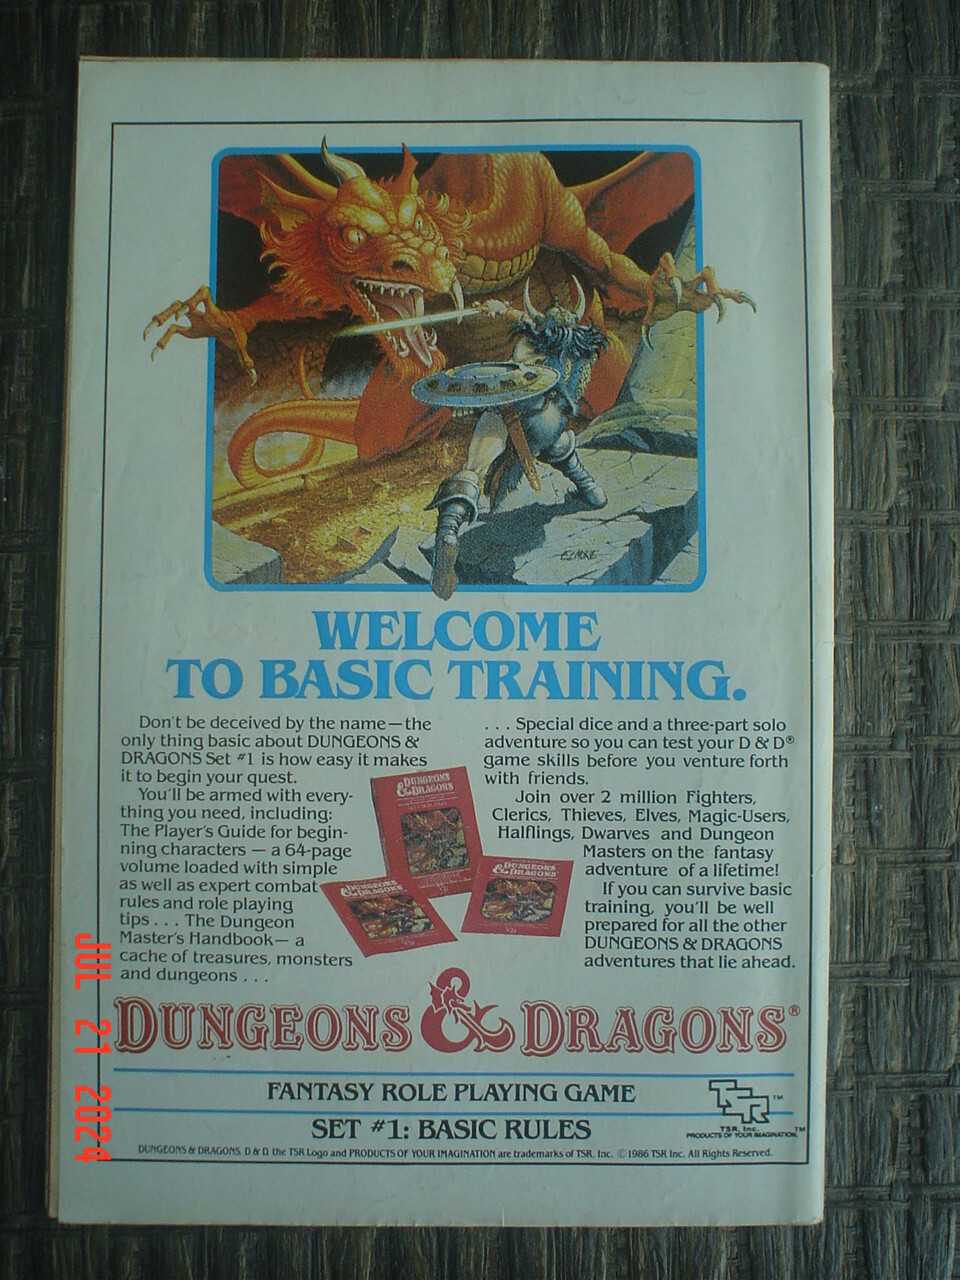 ELMORE
WELCOME
TO BASIC TRAINING.
Don't be deceived by the name—the
only thing basic about DUNGEONS &
DRAGONS Set #1 is how easy it makes
it to begin your quest.
You'll be armed with every-
thing you need, including:
The Player's Guide for begin-
ning characters — a 64-page
volume loaded with simple
as well as expert combat
rules and role playing
tips . . . The Dungeon
Master's Handbook— a
cache of treasures, monsters
and dungeons . . .
. . . Special dice and a three-part solo
adventure so you can test your D & D®
game skills before you venture forth
with friends.
Join over 2 million Fighters,
Clerics, Thieves, Elves, Magic-Users,
Halflings, Dwarves and Dungeon
Masters on the fantasy
adventure of a lifetime!
If you can survive basic
training, you'll be well
prepared for all the other
DUNGEONS & DRAGONS
adventures that lie ahead.
DUNGEONS
& DRAGONS
DUNGEONS
& DRAGONS
DUNGEONS
& DRAGONS
DUNGEONS & DRAGONS®
FANTASY ROLE PLAYING GAME
SET #1: BASIC RULES
TSR™
TSR, Inc.
PRODUCTS OF YOUR IMAGINATION™
DUNGEONS & DRAGONS, D & D, the TSR Logo and PRODUCTS OF YOUR IMAGINATION are trademarks of TSR, Inc. ©1986 TSR Inc. All Rights Reserved.
JUL 21 2024